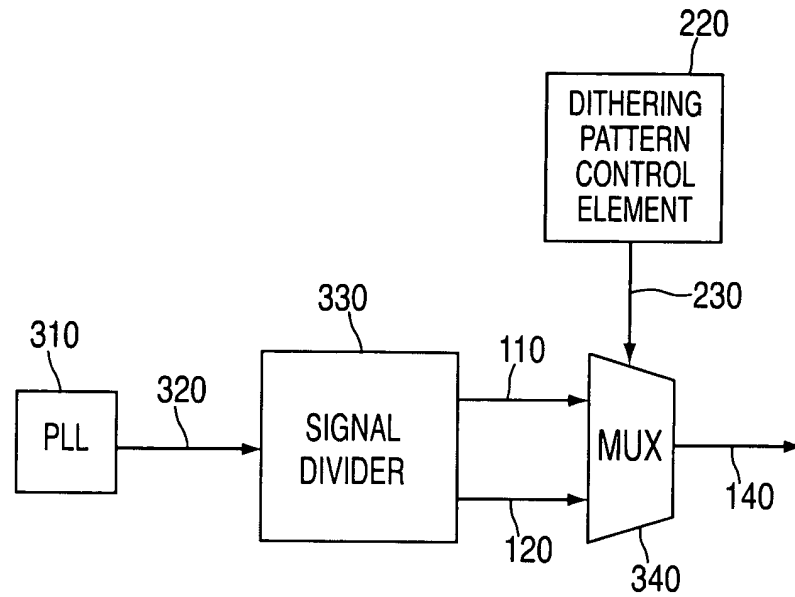 220
DITHERING
PATTERN
CONTROL
ELEMENT
230
330
310
320
110
PLL
SIGNAL
DIVIDER
MUX
140
120
340